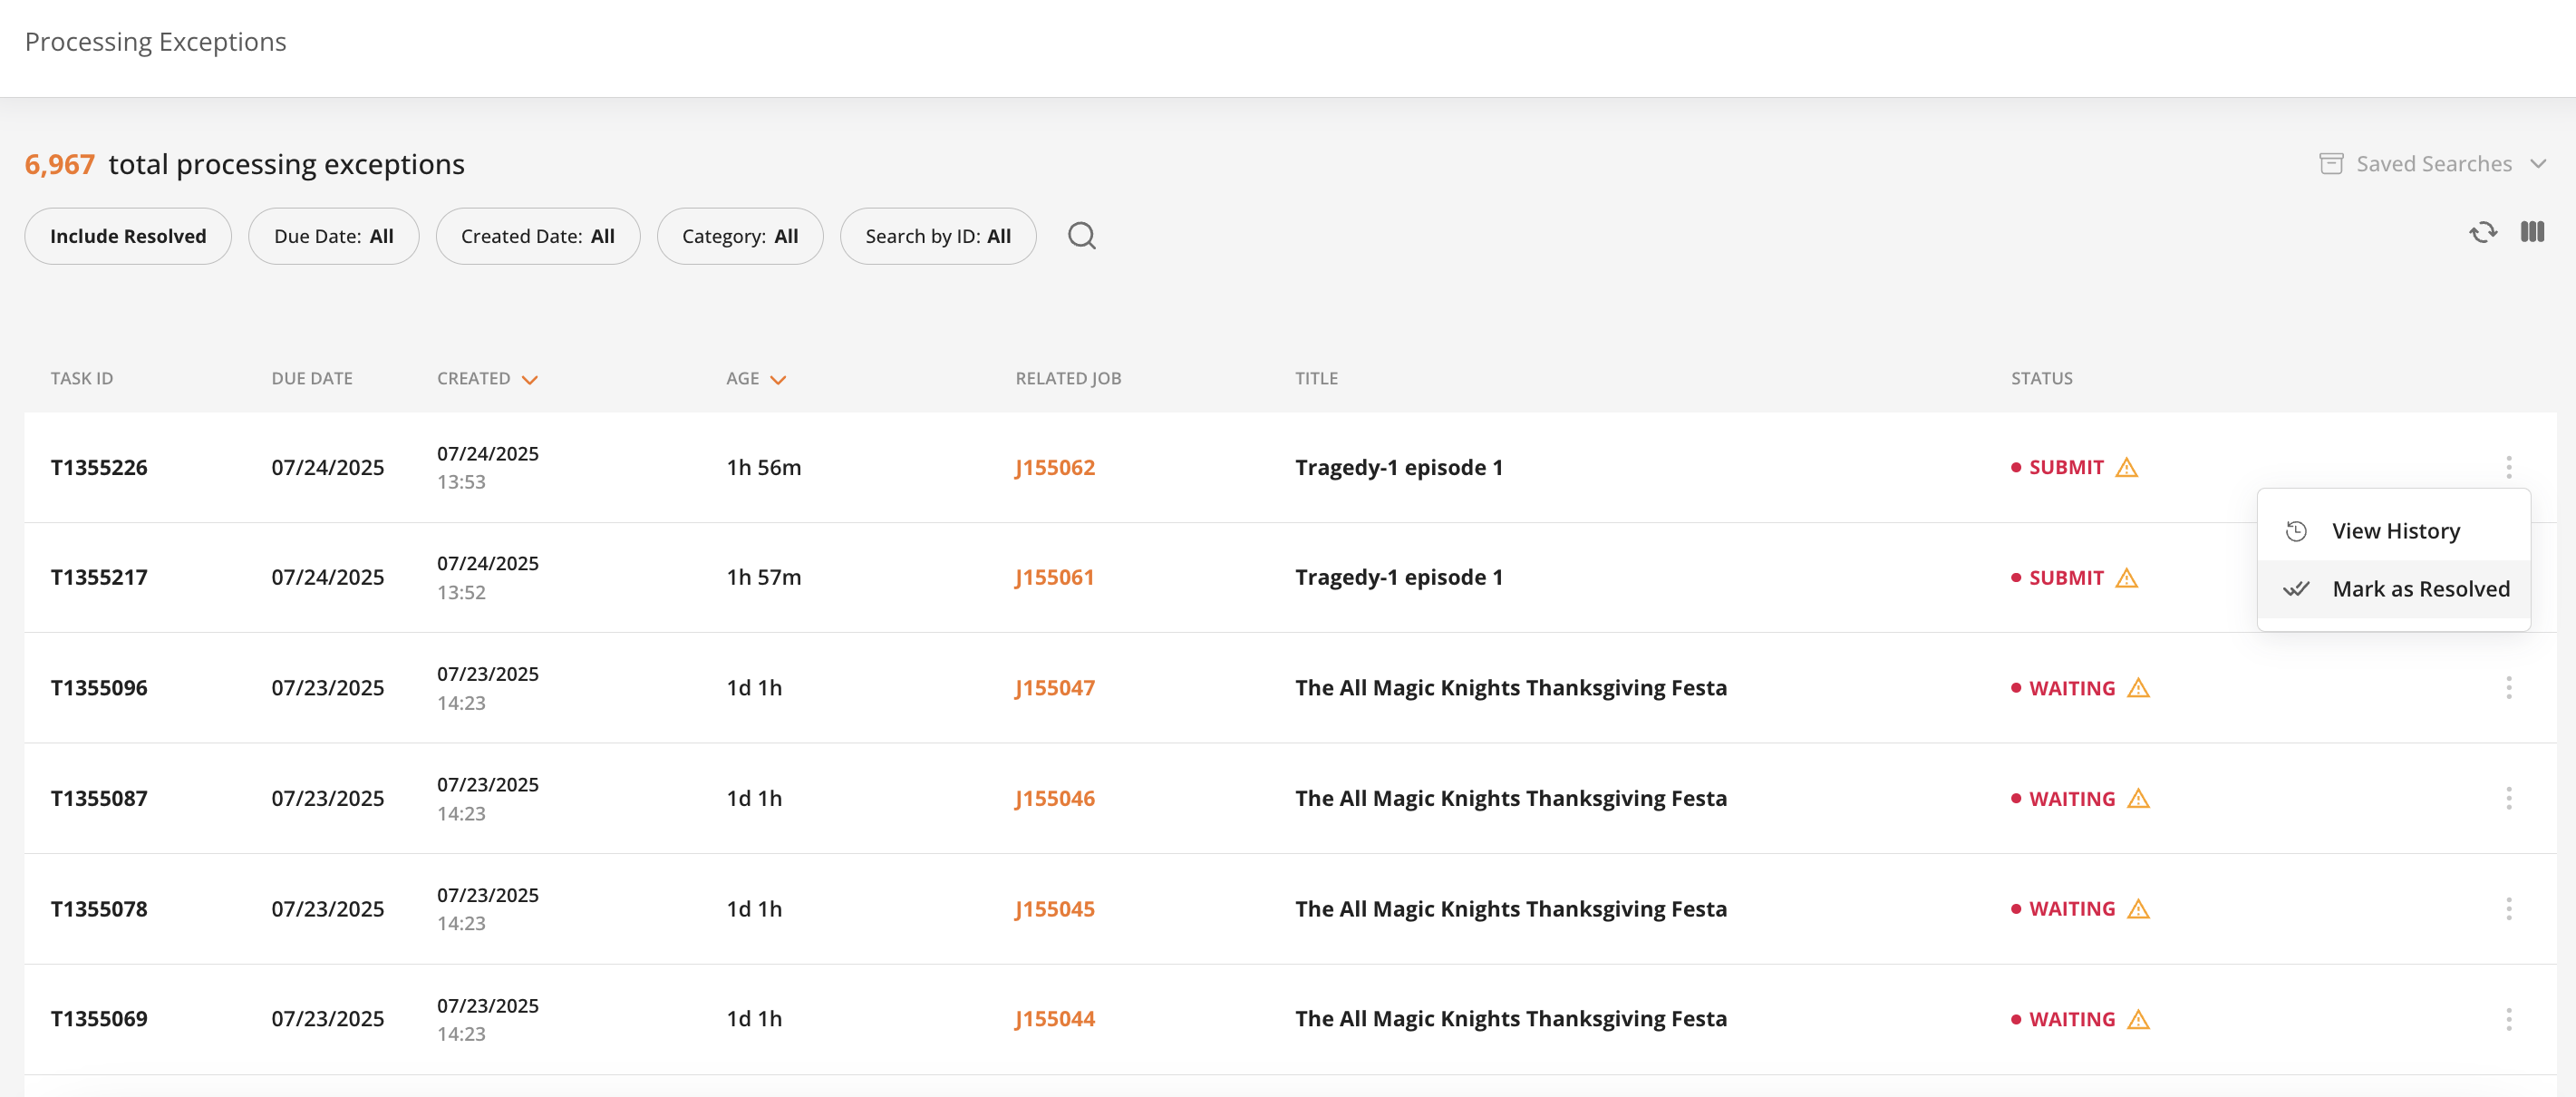 Processing Exceptions
6,967 total processing exceptions
Saved Searches
Include Resolved
Due Date: All
Created Date: All
Category: All
Search by ID: All
TASK ID DUE DATE CREATED AGE RELATED JOB TITLE STATUS
T1355226 07/24/2025 07/24/2025 1h 56m J155062 Tragedy-1 episode 1 SUBMIT
13:53
View History
Mark as Resolved
T1355217 07/24/2025 07/24/2025 1h 57m J155061 Tragedy-1 episode 1 SUBMIT
13:52
T1355096 07/23/2025 07/23/2025 1d 1h J155047 The All Magic Knights Thanksgiving Festa WAITING
14:23
T1355087 07/23/2025 07/23/2025 1d 1h J155046 The All Magic Knights Thanksgiving Festa WAITING
14:23
T1355078 07/23/2025 07/23/2025 1d 1h J155045 The All Magic Knights Thanksgiving Festa WAITING
14:23
T1355069 07/23/2025 07/23/2025 1d 1h J155044 The All Magic Knights Thanksgiving Festa WAITING
14:23